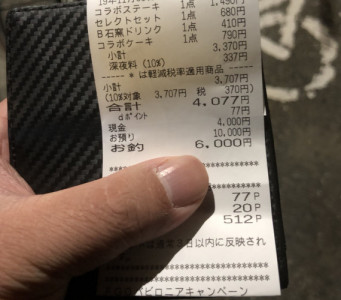 コラボステーキ 1点 1,490円
セレクトセット 1点 680円
B石窯ドリンク 1点 410円
コラボケーキ 1点 790円
小計 3,370円
深夜料(10%) 337円
----- *は軽減税率適用商品 -----
小計 3,707円
(10%対象 3,707円 税 370円)
合計 4,077円
dポイント 77円
現金 4,000円
お預り 10,000円
お釣 6,000円
77P
20P
512P
以内に反映され
バビロニアキャンペーン